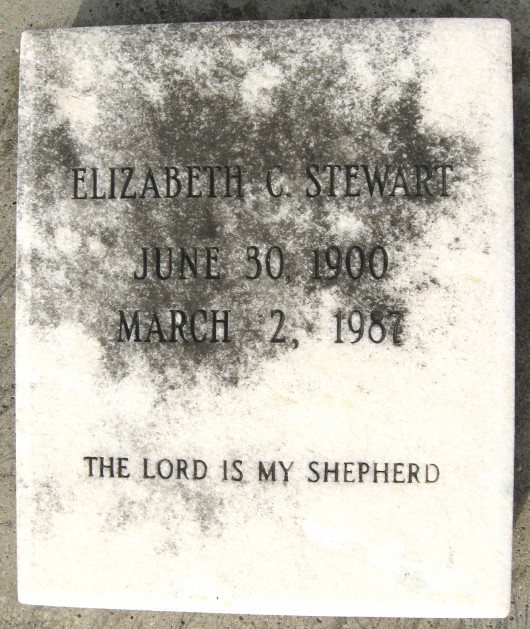 ELIZABETH C. STEWART
JUNE 30, 1900
MARCH 2, 1987
THE LORD IS MY SHEPHERD